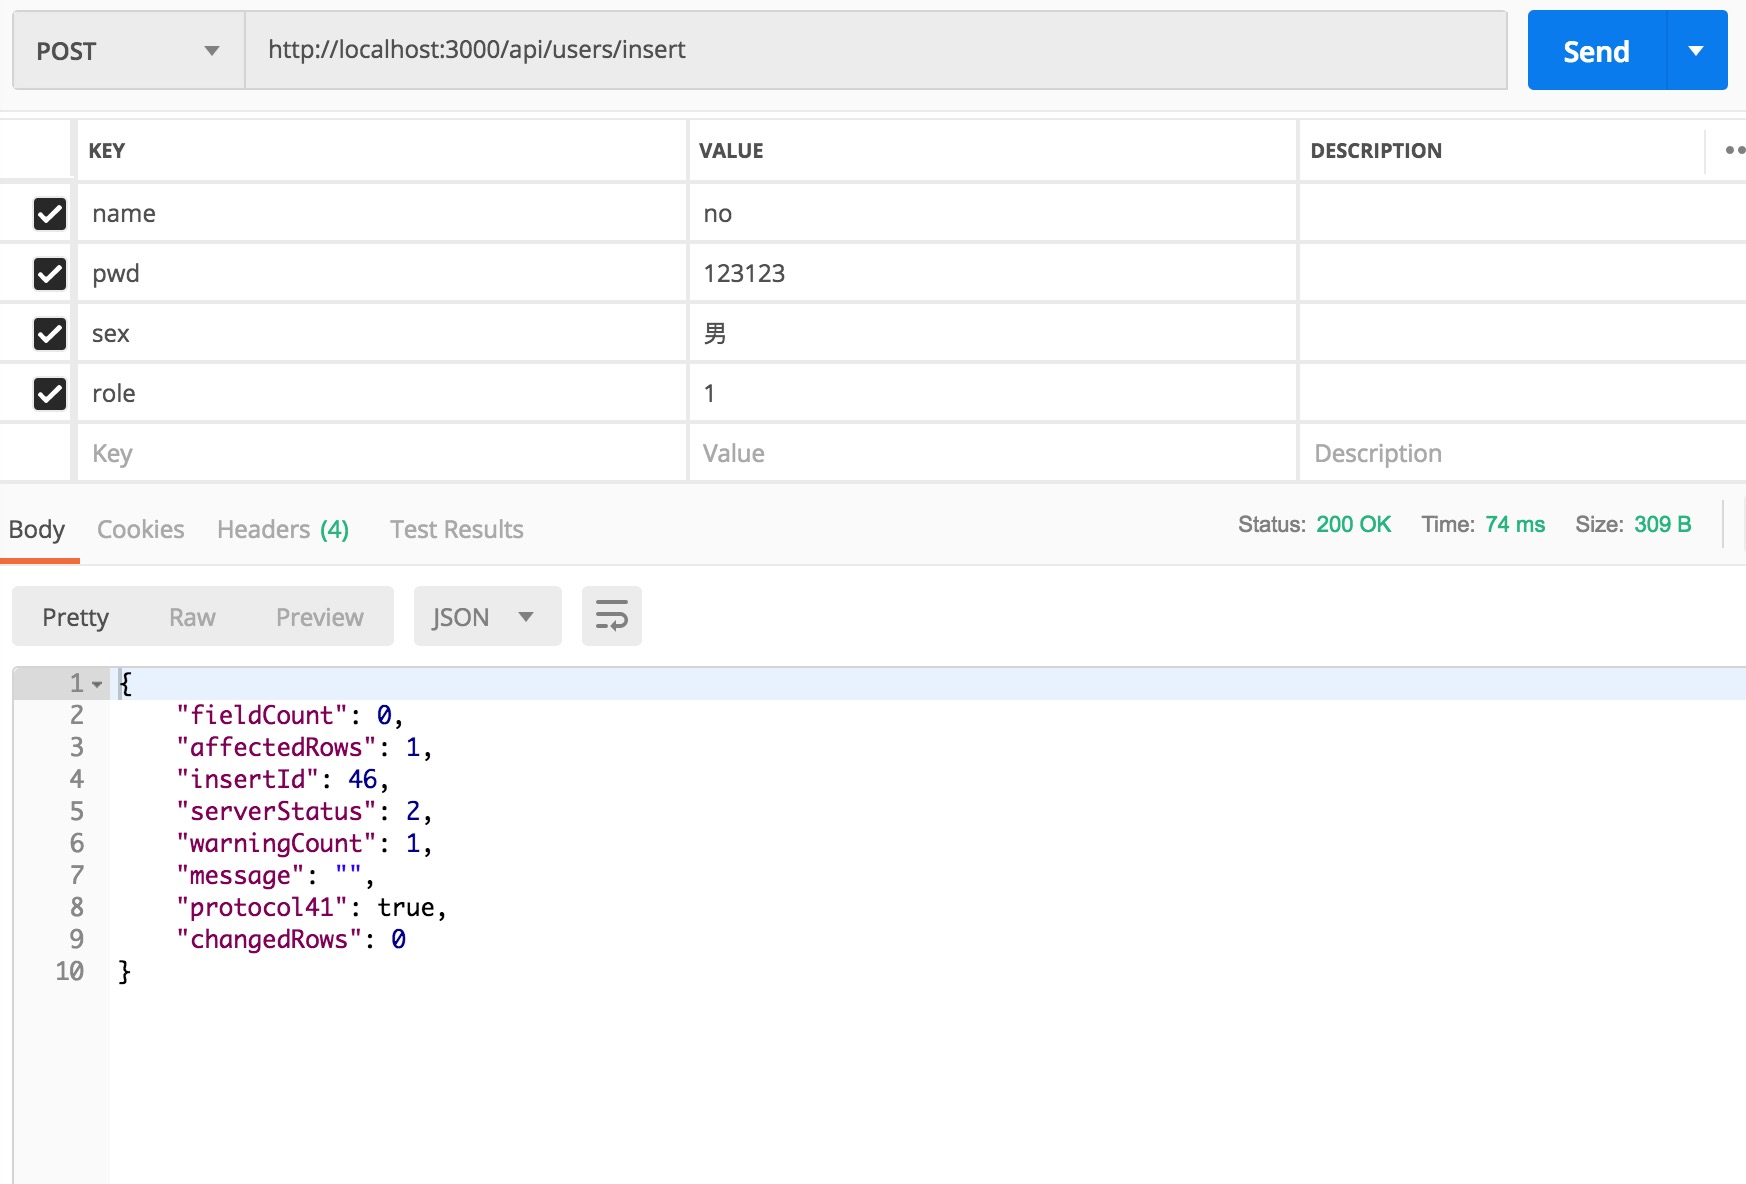 POST http://localhost:3000/api/users/insert Send
KEY VALUE DESCRIPTION
name no
pwd 123123
sex 男
role 1
Key Value Description
Body Cookies Headers (4) Test Results Status: 200 OK Time: 74 ms Size: 309 B
Pretty Raw Preview JSON
1 {
2 "fieldCount": 0,
3 "affectedRows": 1,
4 "insertId": 46,
5 "serverStatus": 2,
6 "warningCount": 1,
7 "message": "",
8 "protocol41": true,
9 "changedRows": 0
10 }